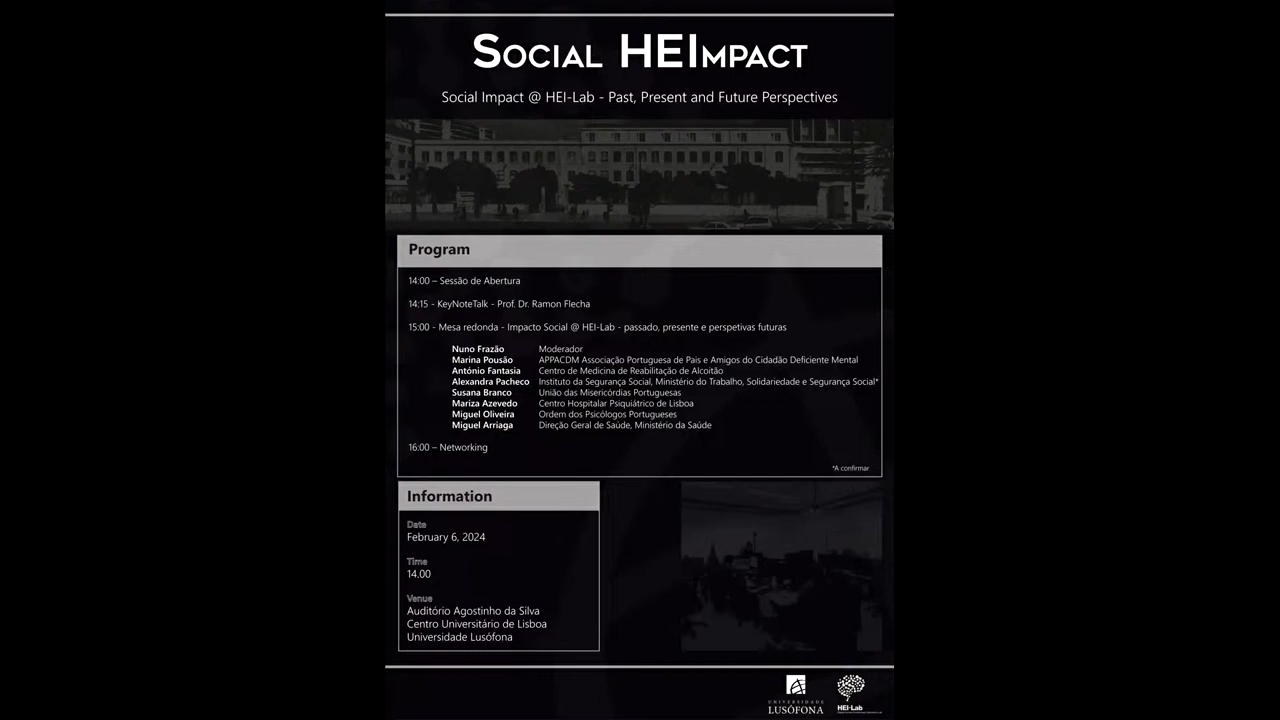 Social HEImpact
Social Impact @ HEI-Lab - Past, Present and Future Perspectives
Program
14:00 – Sessão de Abertura
14:15 - KeyNoteTalk - Prof. Dr. Ramon Flecha
15:00 - Mesa redonda - Impacto Social @ HEI-Lab - passado, presente e perspetivas futuras
Nuno Frazão Moderador
Marina Pousão APPACDM Associação Portuguesa de Pais e Amigos do Cidadão Deficiente Mental
António Fantasia Centro de Medicina de Reabilitação de Alcoitão
Alexandra Pacheco Instituto da Segurança Social, Ministério do Trabalho, Solidariedade e Segurança Social*
Susana Branco União das Misericórdias Portuguesas
Mariza Azevedo Centro Hospitalar Psiquiátrico de Lisboa
Miguel Oliveira Ordem dos Psicólogos Portugueses
Miguel Arriaga Direção Geral de Saúde, Ministério da Saúde
16:00 – Networking
*A confirmar
Information
Date
February 6, 2024
Time
14.00
Venue
Auditório Agostinho da Silva
Centro Universitário de Lisboa
Universidade Lusófona
UNIVERSIDADE
LUSÓFONA
HEI-Lab